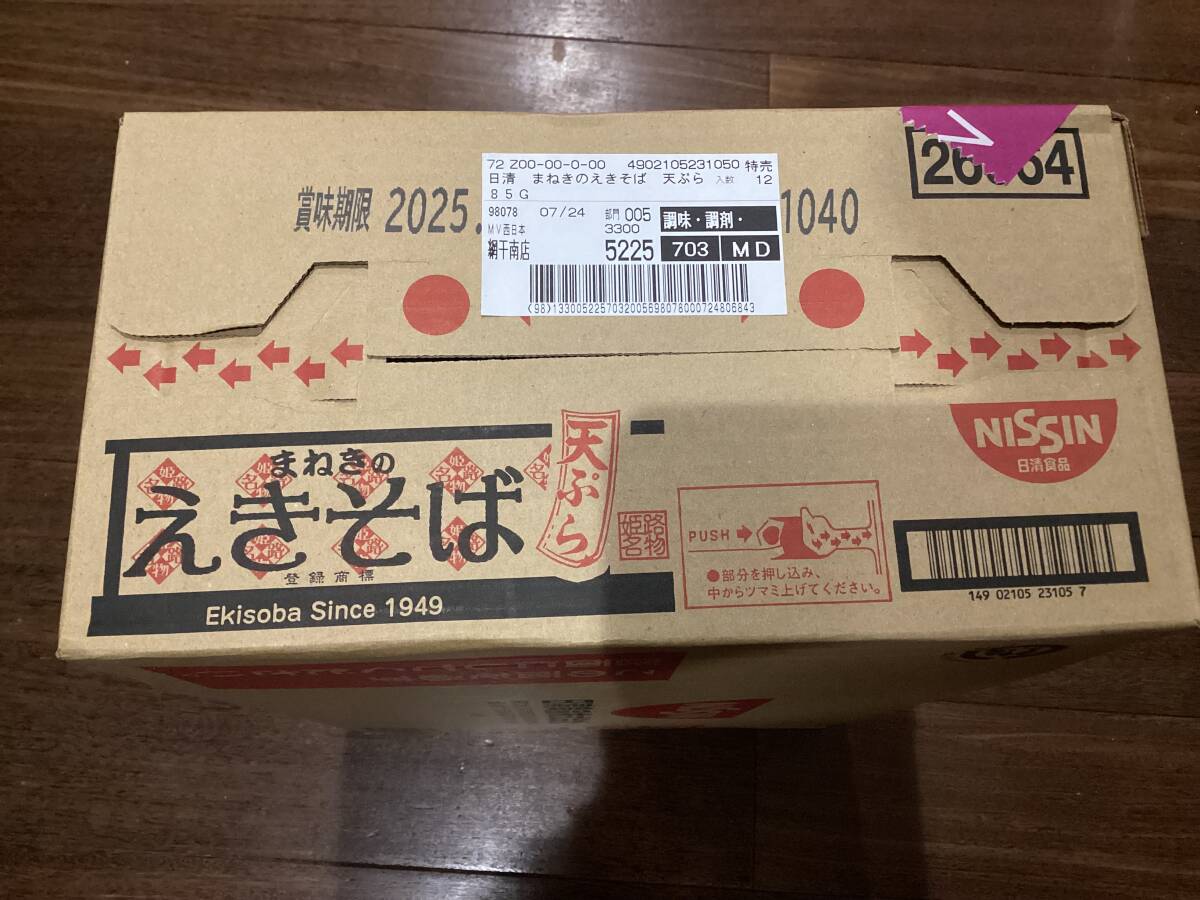 72 Z00-00-0-00 4902105231050 特売
日清 まねきのえきそば 天ぷら 入数 12
85G
98078 07/24 部門 005 調味・調剤・
MV西日本 3300
網干南店 5225 703 MD
(98)1330052257032005698078000724806843
賞味期限 2025. 1040
V
NISSIN
日清食品
まねきの
えきそば
天ぷら
姫路名物
登録商標
Ekisoba Since 1949
PUSH
●部分を押し込み、
中からツマミ上げてください。
149 02105 23105 7